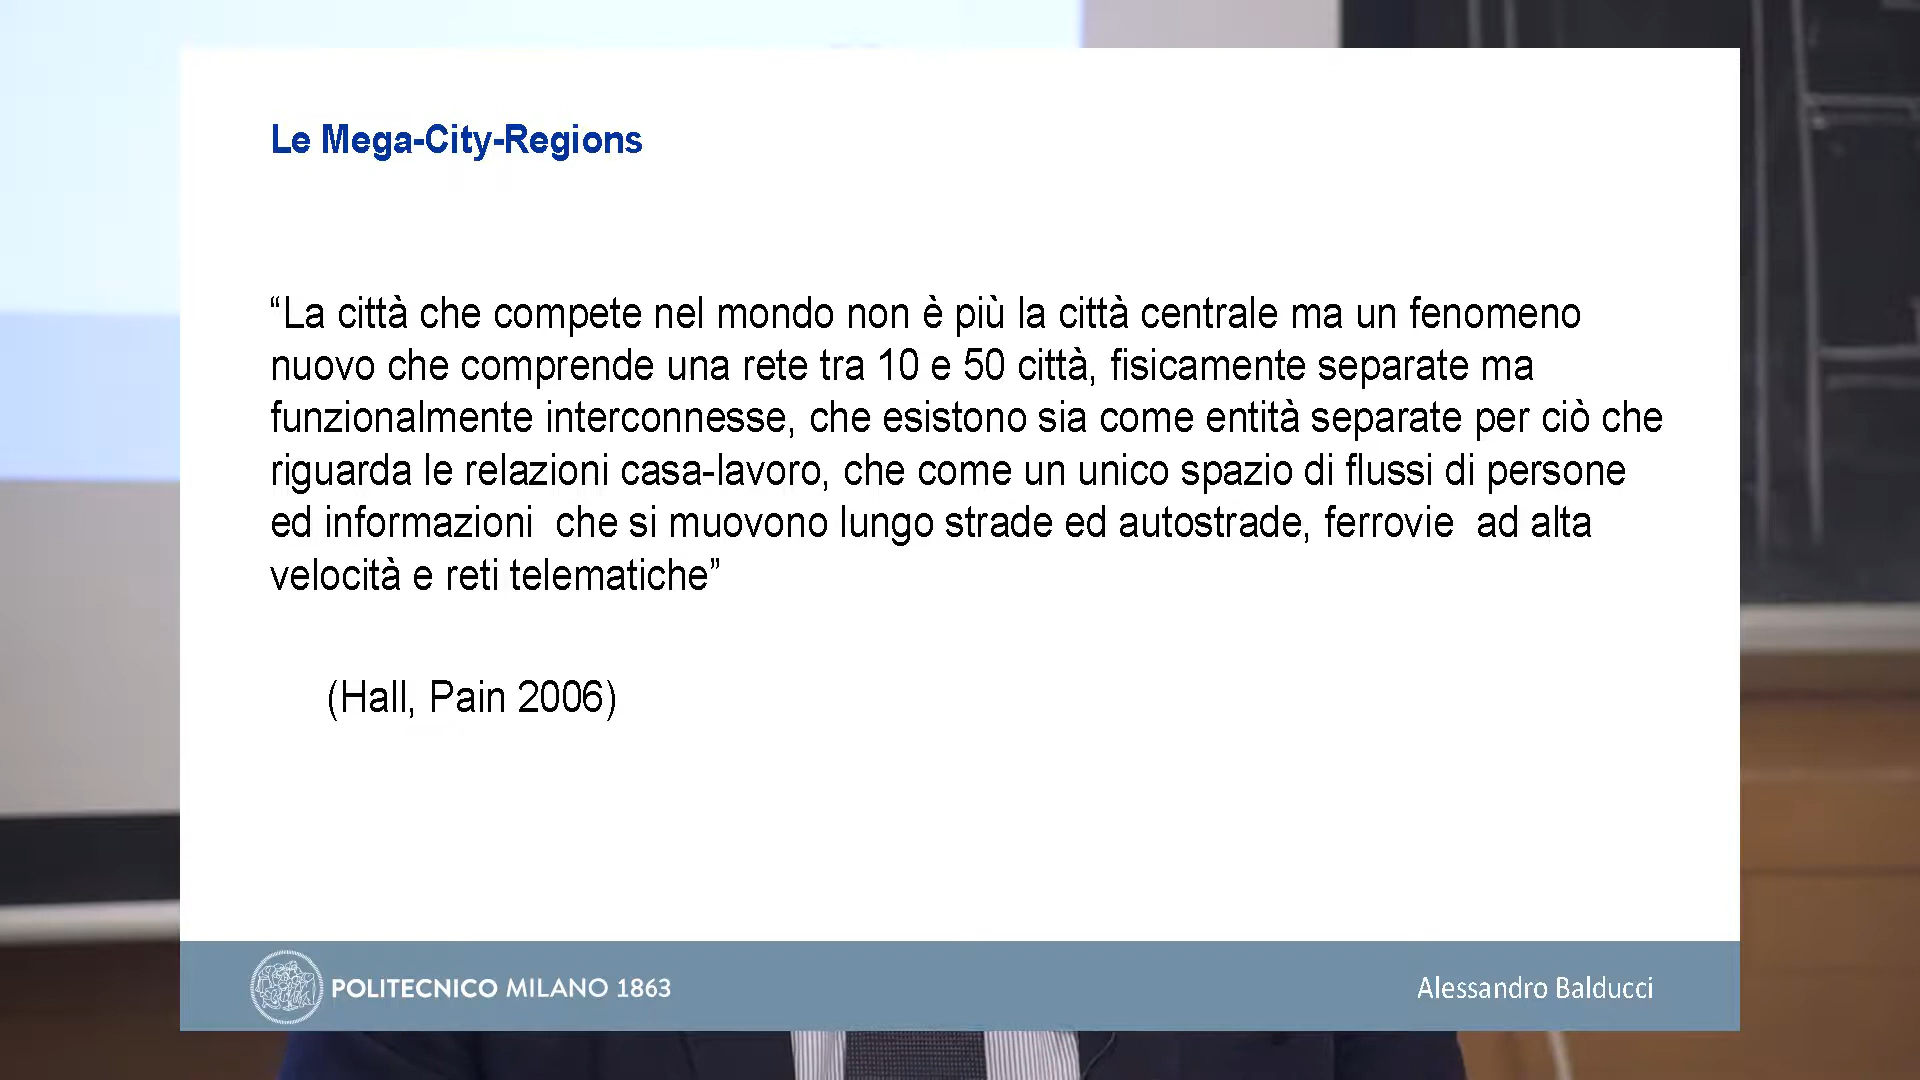 Le Mega-City-Regions
“La città che compete nel mondo non è più la città centrale ma un fenomeno
nuovo che comprende una rete tra 10 e 50 città, fisicamente separate ma
funzionalmente interconnesse, che esistono sia come entità separate per ciò che
riguarda le relazioni casa-lavoro, che come un unico spazio di flussi di persone
ed informazioni  che si muovono lungo strade ed autostrade, ferrovie  ad alta
velocità e reti telematiche”
(Hall, Pain 2006)
POLITECNICO MILANO 1863
Alessandro Balducci